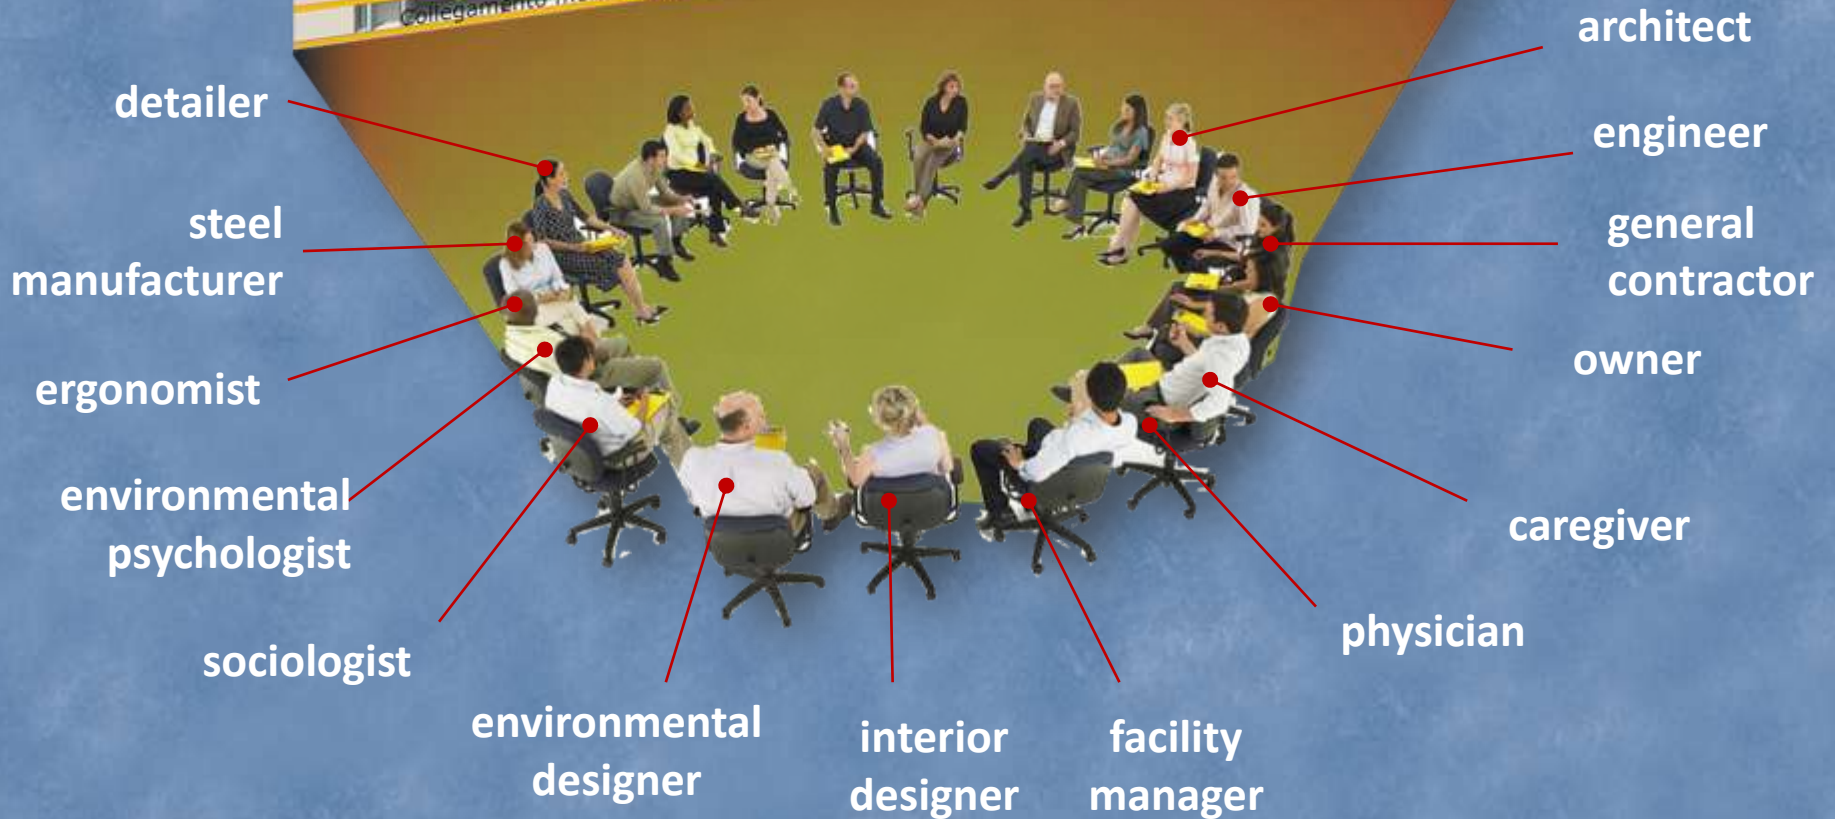 Collegamento
architect
detailer
engineer
steel
manufacturer
general
contractor
owner
ergonomist
environmental
psychologist
caregiver
sociologist
physician
environmental
designer
interior
designer
facility
manager